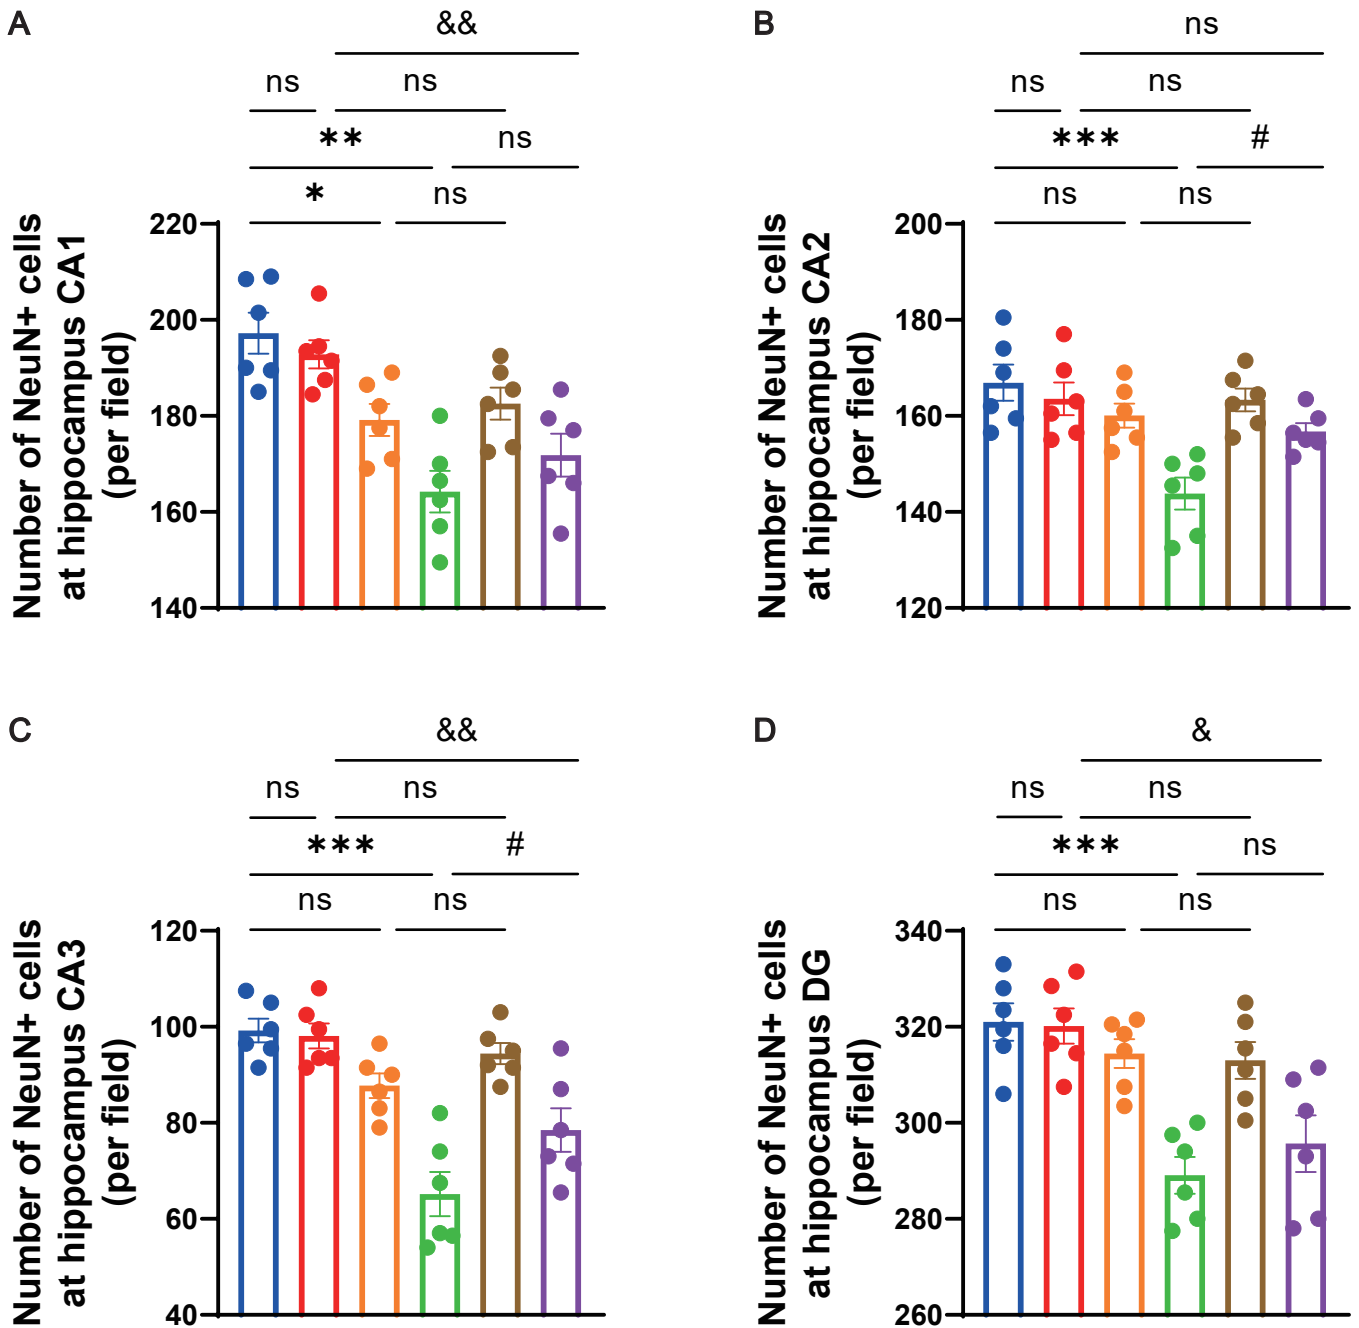 A
&&
ns
ns
**
ns
*
ns
Number of NeuN+ cells
at hippocampus CA1
(per field)
220
200
180
160
140
B
ns
ns
ns
***
#
ns
ns
Number of NeuN+ cells
at hippocampus CA2
(per field)
200
180
160
140
120
C
&&
ns
ns
***
#
ns
ns
Number of NeuN+ cells
at hippocampus CA3
(per field)
120
100
80
60
40
D
&
ns
ns
***
ns
ns
ns
Number of NeuN+ cells
at hippocampus DG
(per field)
340
320
300
280
260